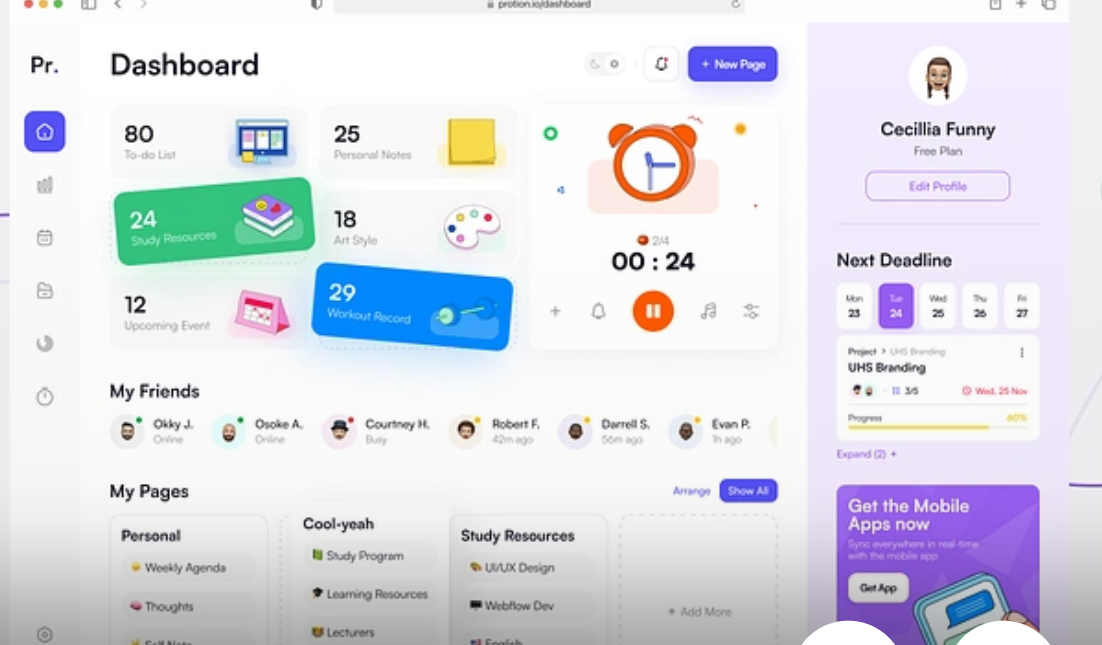 protion.io/dashboard
Pr.
Dashboard
+ New Page
80
To-do List
25
Personal Notes
24
Study Resources
18
Art Style
12
Upcoming Event
29
Workout Record
2/4
00 : 24
My Friends
Okky J.
Online
Osoke A.
Online
Courtney H.
Busy
Robert F.
42m ago
Darrell S.
56m ago
Evan P.
1h ago
My Pages
Arrange
Show All
Personal
Weekly Agenda
Thoughts
Self Note
Cool-yeah
Study Program
Learning Resources
Lecturers
Study Resources
UI/UX Design
Webflow Dev
English
+ Add More
Cecillia Funny
Free Plan
Edit Profile
Next Deadline
Mon
23
Tue
24
Wed
25
Thu
26
Fri
27
Project > UHS Branding
UHS Branding
3/5
Wed, 25 Nov
Progress
60%
Expand (2) +
Get the Mobile
Apps now
Sync everywhere in real-time
with the mobile app
Get App